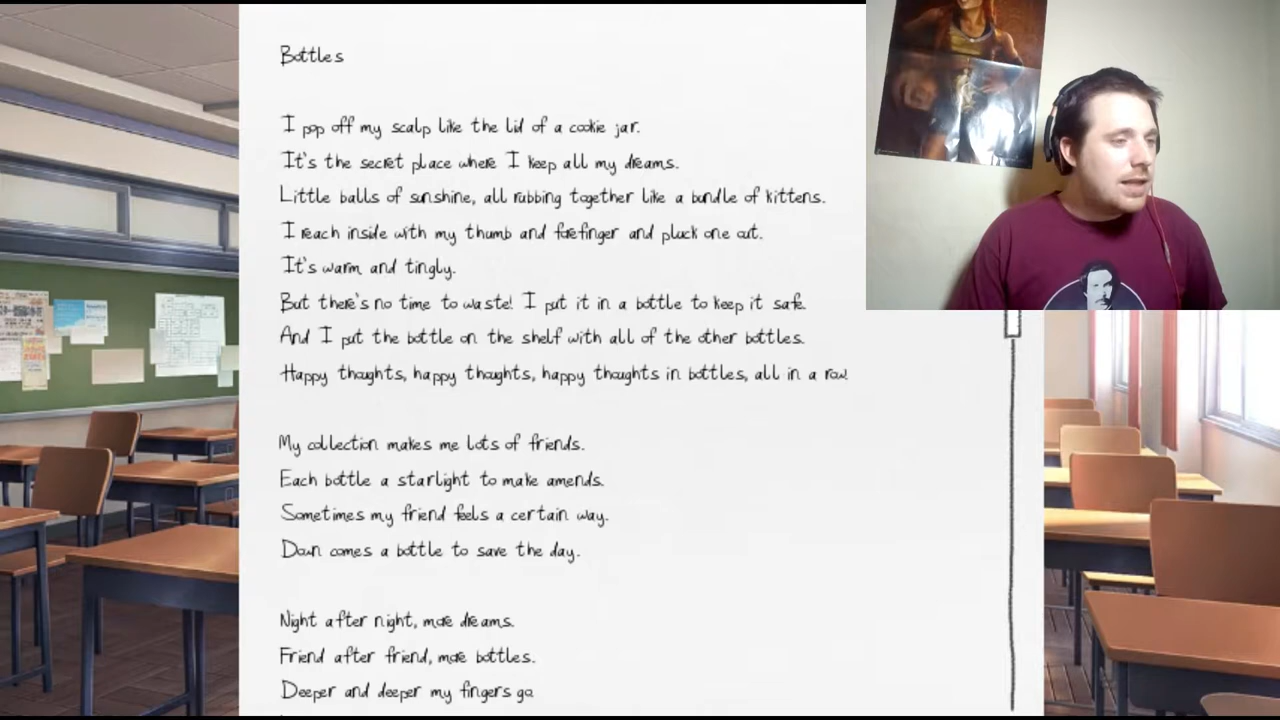 Bottles
I pop off my scalp like the lid of a cookie jar.
It's the secret place where I keep all my dreams.
Little balls of sunshine, all rubbing together like a bundle of kittens.
I reach inside with my thumb and forefinger and pluck one out.
It's warm and tingly.
But there's no time to waste! I put it in a bottle to keep it safe.
And I put the bottle on the shelf with all of the other bottles.
Happy thoughts, happy thoughts, happy thoughts in bottles, all in a row.
My collection makes me lots of friends.
Each bottle a starlight to make amends.
Sometimes my friend feels a certain way.
Down comes a bottle to save the day.
Night after night, more dreams.
Friend after friend, more bottles.
Deeper and deeper my fingers go.